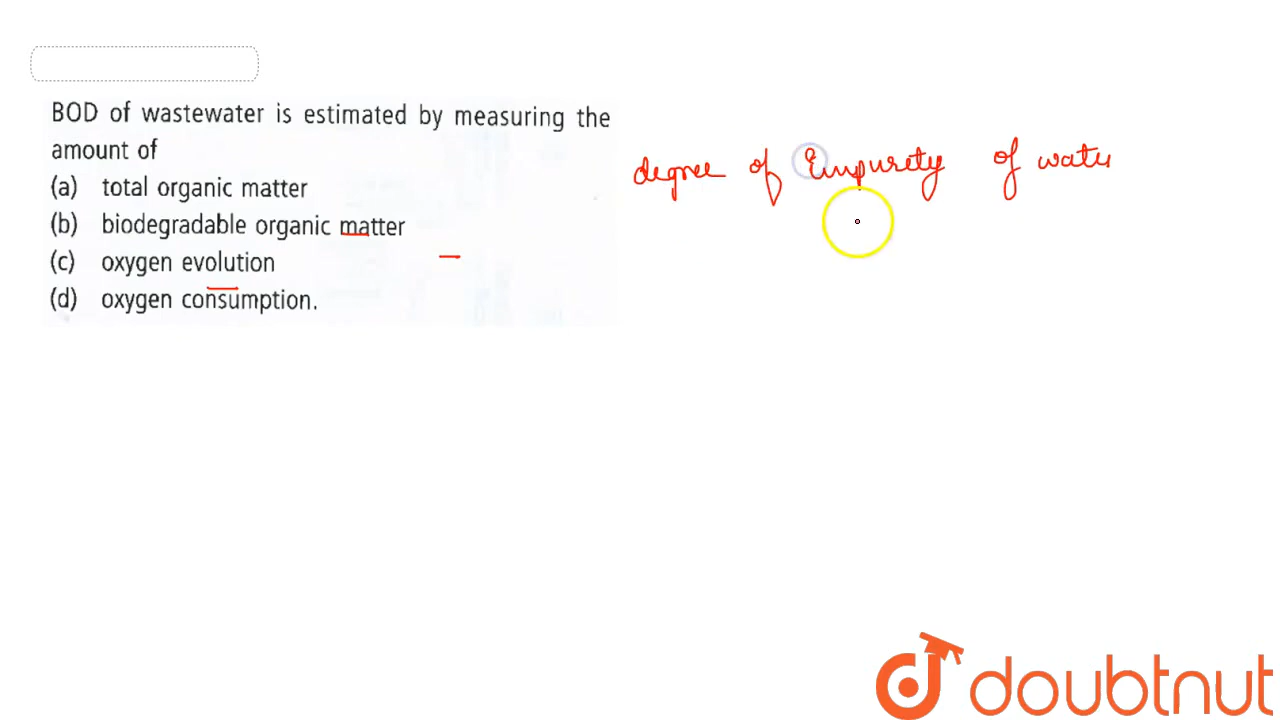 BOD of wastewater is estimated by measuring the
amount of
(a) total organic matter
(b) biodegradable organic matter
(c) oxygen evolution
(d) oxygen consumption.
degree of Impurety of wate
doubtnut